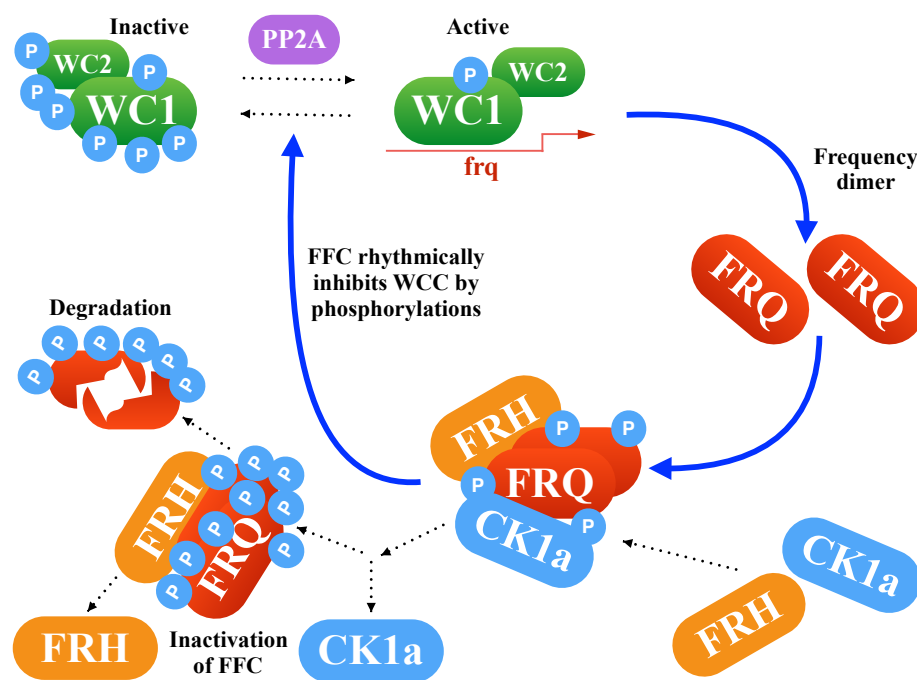 Inactive
PP2A
Active
P
WC2
P
P
P
WC1
P
P
P
P
WC2
WC1
frq
Frequency
dimer
FRQ
FRQ
FFC rhythmically
inhibits WCC by
phosphorylations
Degradation
P
P
P
P
P
P
FRH
P
P
P
FRQ
P
CK1a
CK1a
FRH
FRH
P
P
P
P
P
P
P
P
P
P
FRQ
FRH
Inactivation
of FFC
CK1a